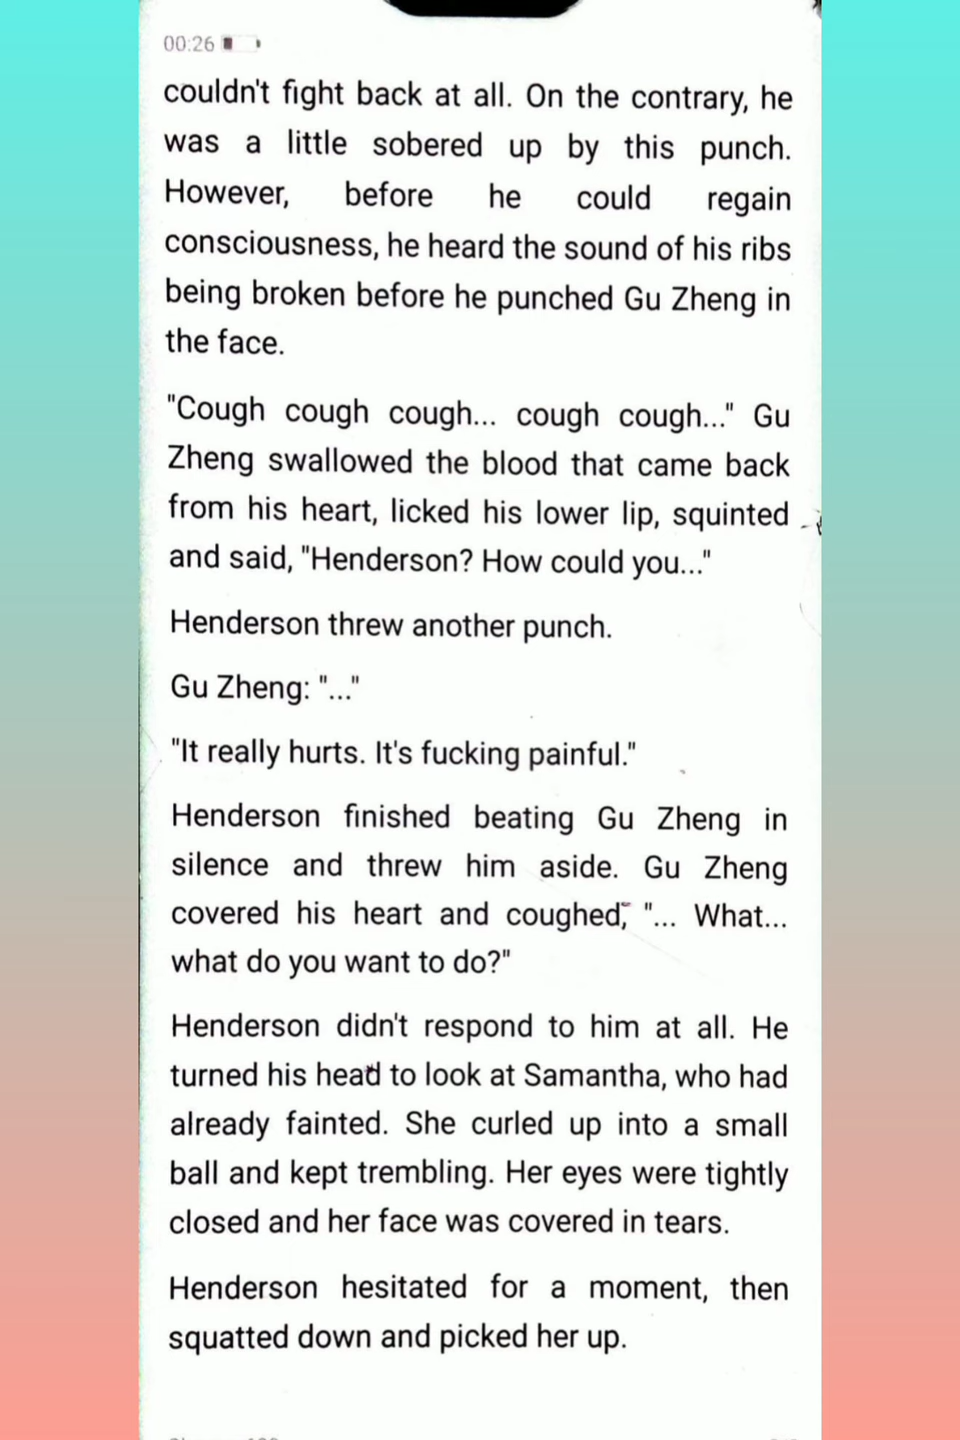 00:26
couldn't fight back at all. On the contrary, he
was a little sobered up by this punch.
However, before he could regain
consciousness, he heard the sound of his ribs
being broken before he punched Gu Zheng in
the face.
"Cough cough cough... cough cough..." Gu
Zheng swallowed the blood that came back
from his heart, licked his lower lip, squinted
and said, "Henderson? How could you..."
Henderson threw another punch.
Gu Zheng: "..."
"It really hurts. It's fucking painful."
Henderson finished beating Gu Zheng in
silence and threw him aside. Gu Zheng
covered his heart and coughed, "... What...
what do you want to do?"
Henderson didn't respond to him at all. He
turned his head to look at Samantha, who had
already fainted. She curled up into a small
ball and kept trembling. Her eyes were tightly
closed and her face was covered in tears.
Henderson hesitated for a moment, then
squatted down and picked her up.